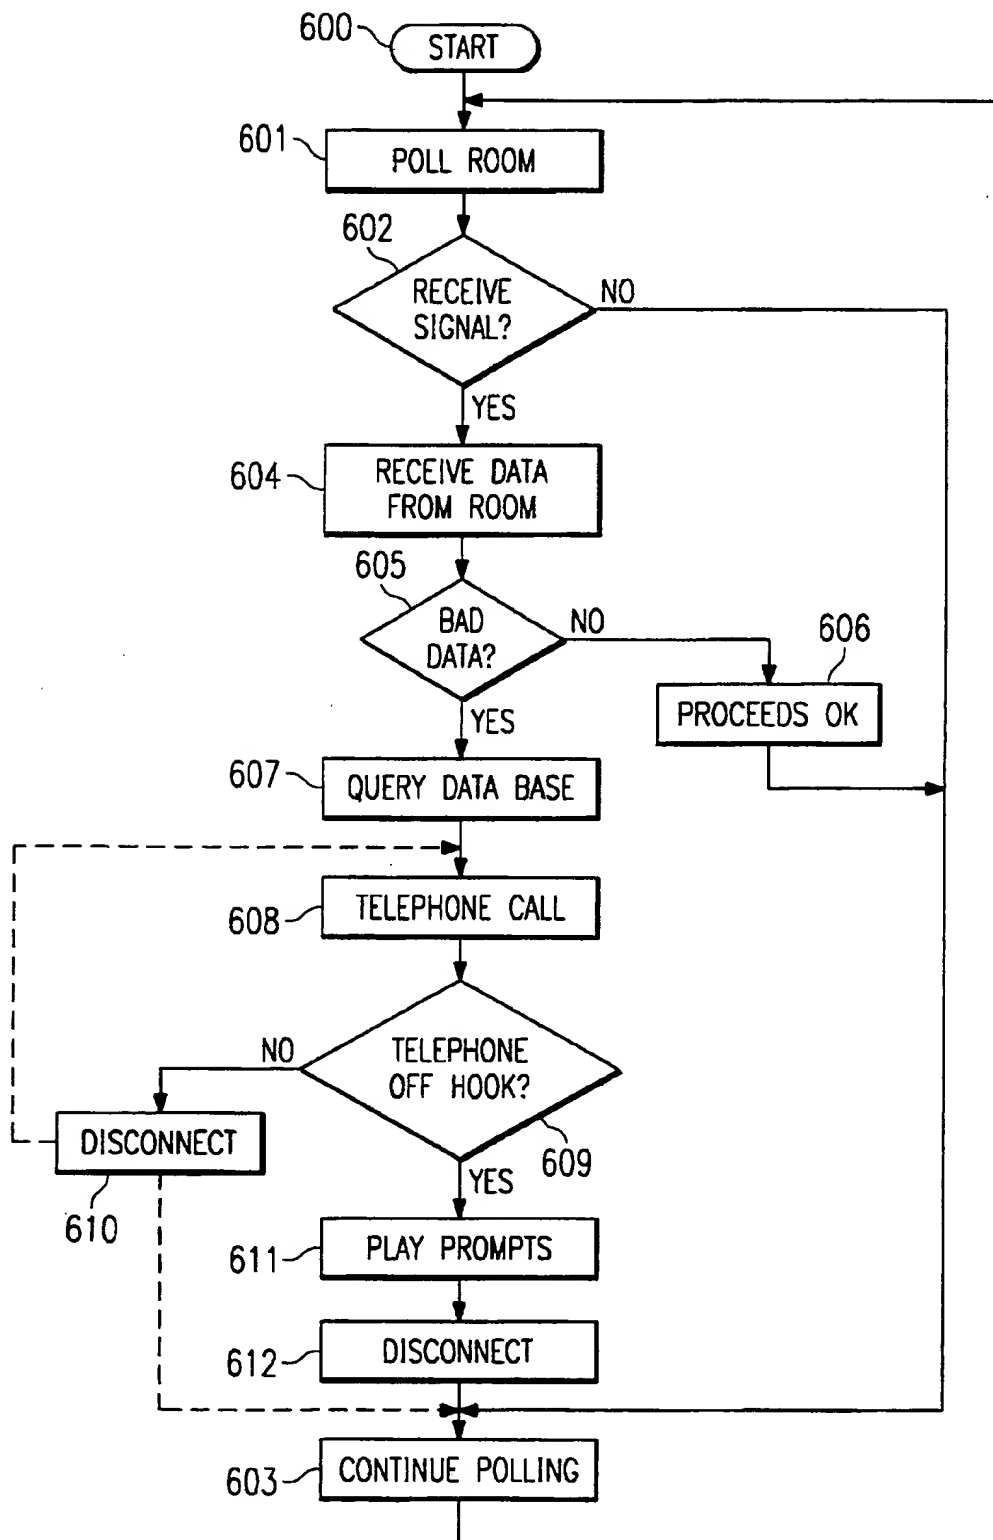 600
START
601
POLL ROOM
602
RECEIVE
SIGNAL?
NO
YES
604
RECEIVE DATA
FROM ROOM
605
BAD
DATA?
NO
606
PROCEEDS OK
YES
607
QUERY DATA BASE
608
TELEPHONE CALL
NO
TELEPHONE
OFF HOOK?
609
DISCONNECT
610
YES
611
PLAY PROMPTS
612
DISCONNECT
603
CONTINUE POLLING